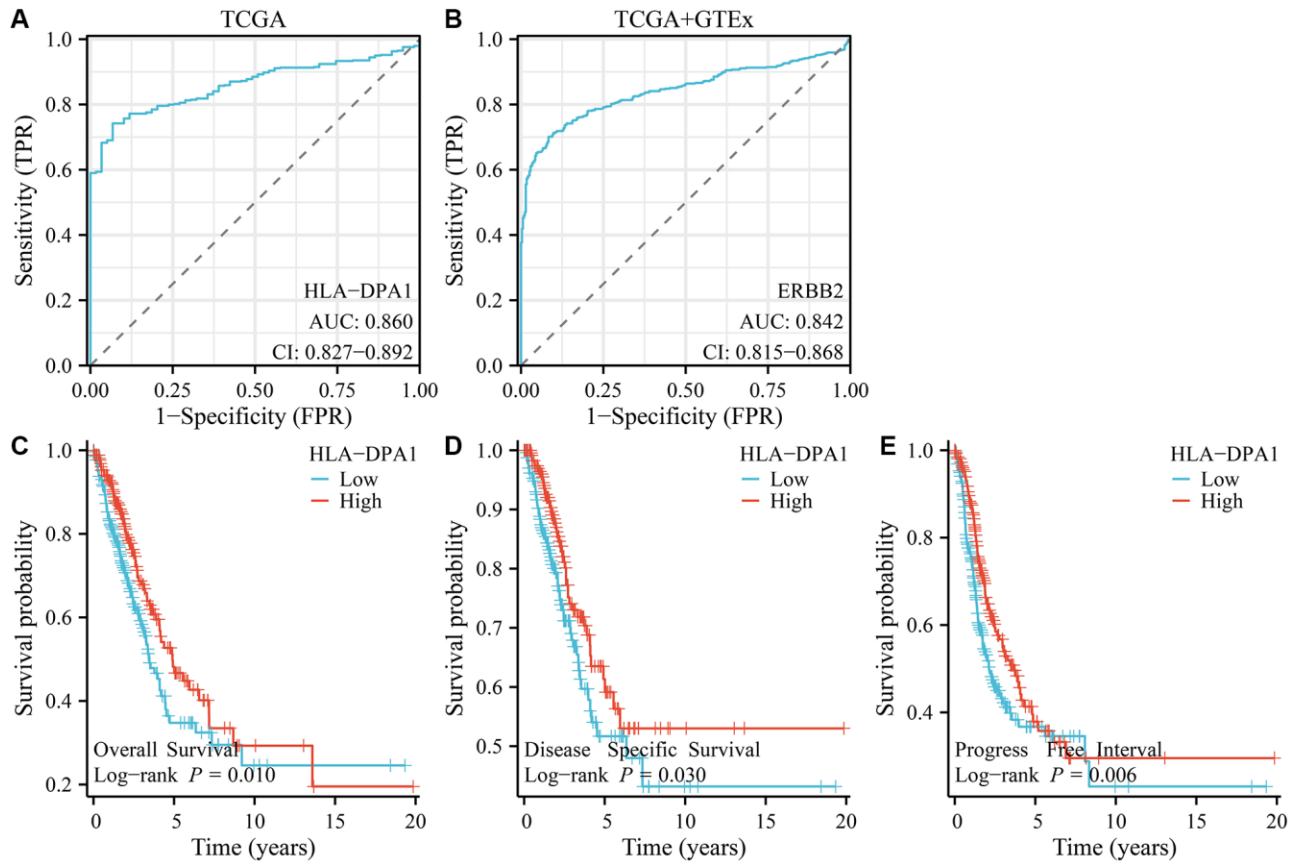 A
TCGA
1.0
0.8
0.6
0.4
0.2
0.0
Sensitivity (TPR)
HLA−DPA1
AUC: 0.860
CI: 0.827−0.892
0.00 0.25 0.50 0.75 1.00
1−Specificity (FPR)
B
TCGA+GTEx
1.0
0.8
0.6
0.4
0.2
0.0
Sensitivity (TPR)
ERBB2
AUC: 0.842
CI: 0.815−0.868
0.00 0.25 0.50 0.75 1.00
1−Specificity (FPR)
C
1.0
0.8
0.6
0.4
0.2
Survival probability
HLA−DPA1
Low
High
Overall Survival
Log−rank P = 0.010
0 5 10 15 20
Time (years)
D
1.0
0.9
0.8
0.7
0.6
0.5
Survival probability
HLA−DPA1
Low
High
Disease Specific Survival
Log−rank P = 0.030
0 5 10 15 20
Time (years)
E
1.0
0.8
0.6
0.4
Survival probability
HLA−DPA1
Low
High
Progress Free Interval
Log−rank P = 0.006
0 5 10 15 20
Time (years)